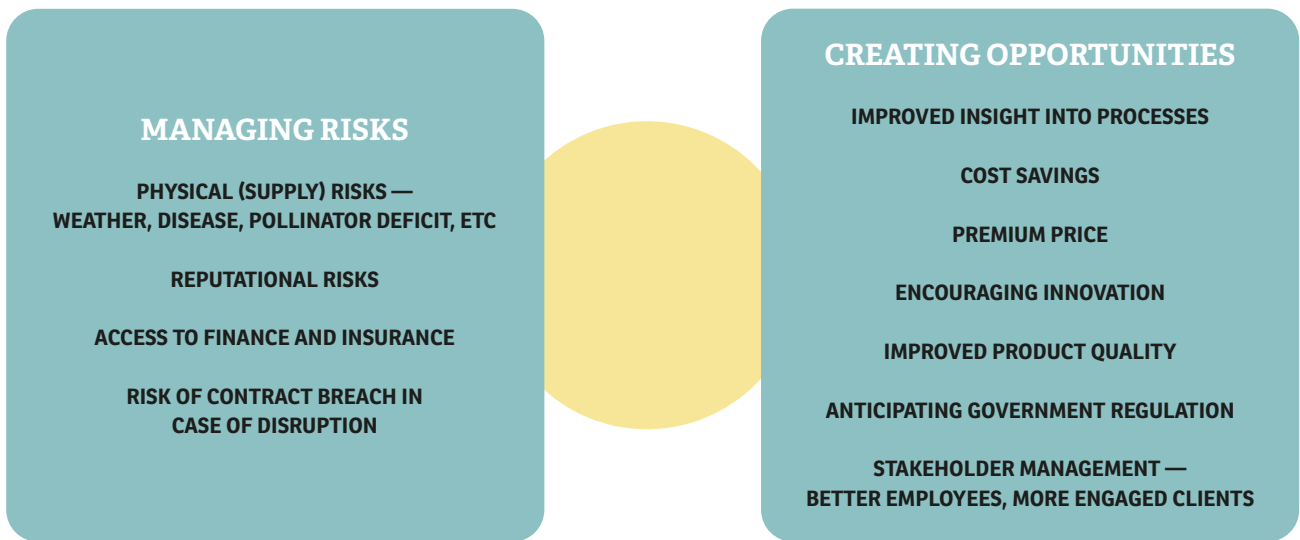 MANAGING RISKS
PHYSICAL (SUPPLY) RISKS —
WEATHER, DISEASE, POLLINATOR DEFICIT, ETC
REPUTATIONAL RISKS
ACCESS TO FINANCE AND INSURANCE
RISK OF CONTRACT BREACH IN
CASE OF DISRUPTION
CREATING OPPORTUNITIES
IMPROVED INSIGHT INTO PROCESSES
COST SAVINGS
PREMIUM PRICE
ENCOURAGING INNOVATION
IMPROVED PRODUCT QUALITY
ANTICIPATING GOVERNMENT REGULATION
STAKEHOLDER MANAGEMENT —
BETTER EMPLOYEES, MORE ENGAGED CLIENTS